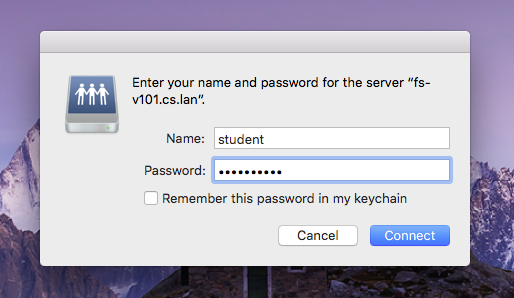 Enter your name and password for the server “fs-
v101.cs.lan”.
Name: student
Password: ••••••••••
Remember this password in my keychain
Cancel Connect